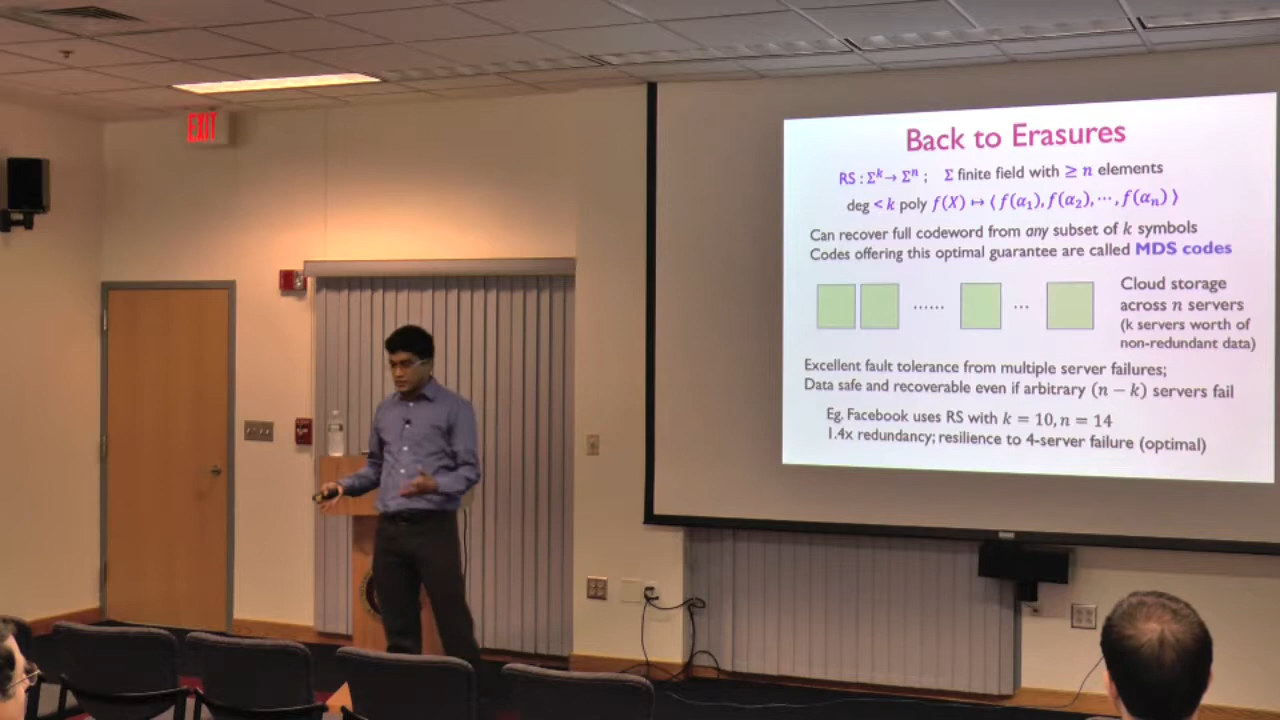 EXIT
Back to Erasures
RS : Σ^k → Σ^n ; Σ finite field with ≥ n elements
deg < k poly f(X) ↦ ⟨ f(α₁), f(α₂), ⋯, f(αₙ) ⟩
Can recover full codeword from any subset of k symbols
Codes offering this optimal guarantee are called MDS codes
...... ...
Cloud storage
across n servers
(k servers worth of
non-redundant data)
Excellent fault tolerance from multiple server failures;
Data safe and recoverable even if arbitrary (n − k) servers fail
Eg. Facebook uses RS with k = 10, n = 14
1.4x redundancy; resilience to 4-server failure (optimal)